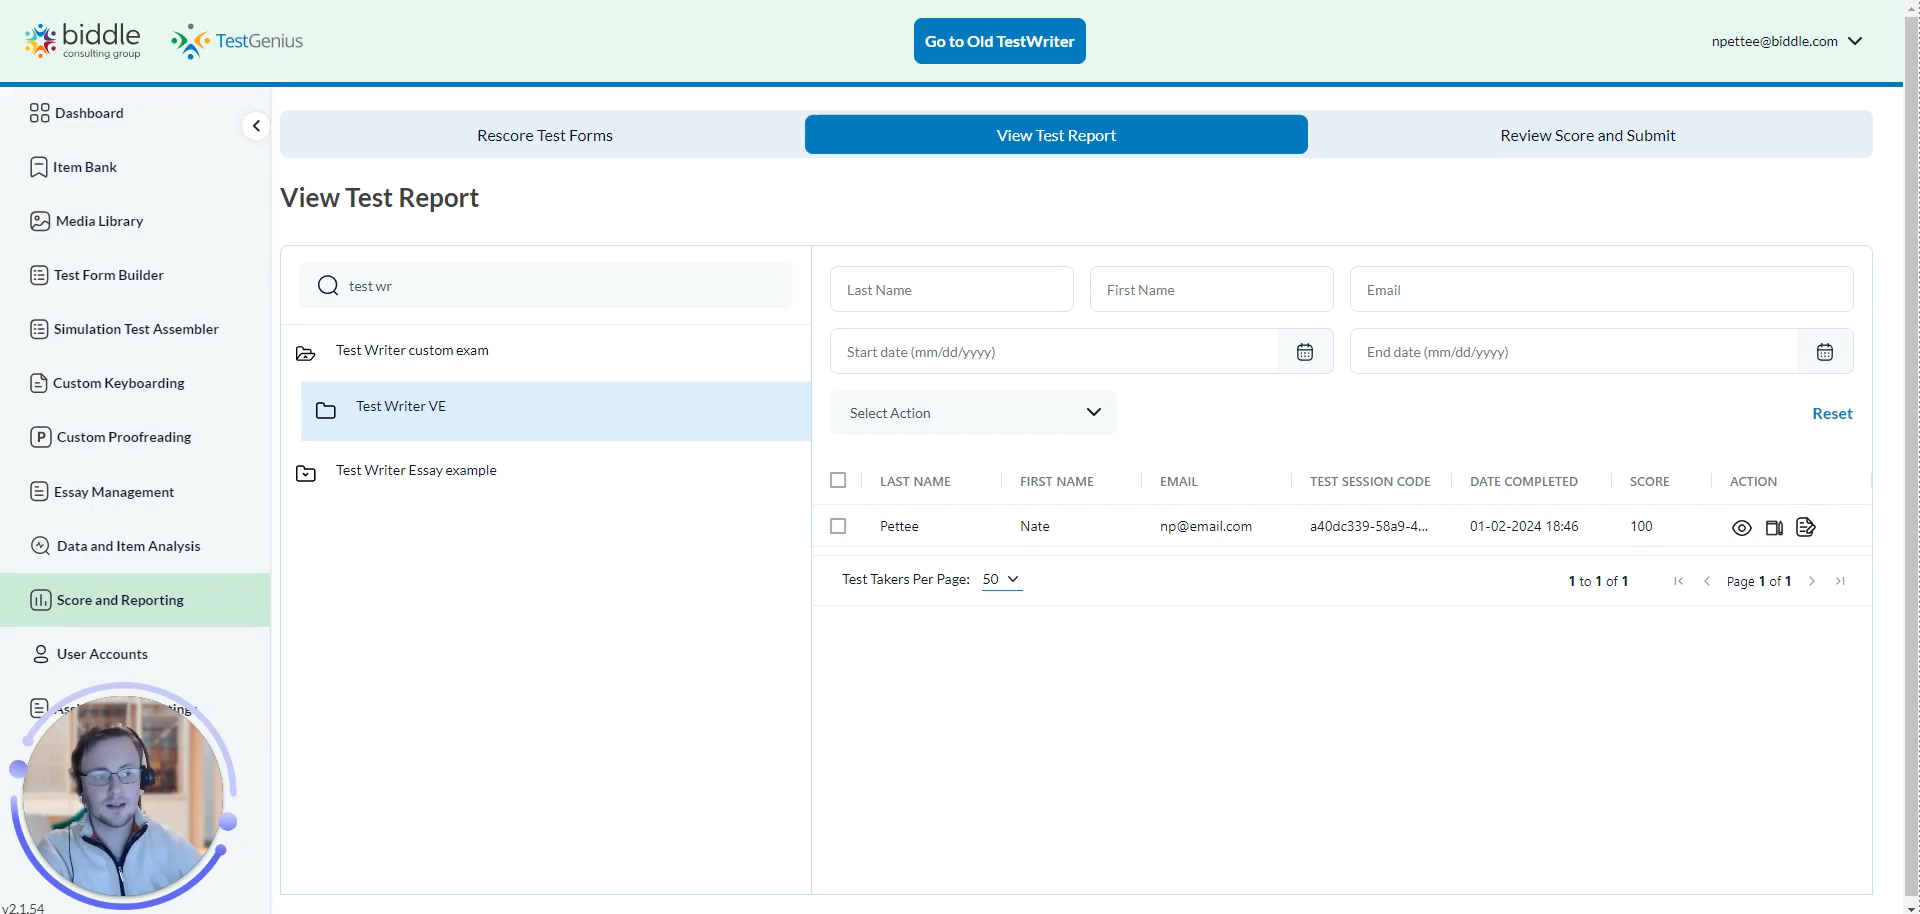 biddle
consulting group
TestGenius
Go to Old TestWriter
npettee@biddle.com
Dashboard
Item Bank
Media Library
Test Form Builder
Simulation Test Assembler
Custom Keyboarding
Custom Proofreading
Essay Management
Data and Item Analysis
Score and Reporting
User Accounts
v2.1.54
Rescore Test Forms
View Test Report
Review Score and Submit
View Test Report
test wr
Test Writer custom exam
Test Writer VE
Test Writer Essay example
Last Name
First Name
Email
Start date (mm/dd/yyyy)
End date (mm/dd/yyyy)
Select Action
Reset
LAST NAME FIRST NAME EMAIL TEST SESSION CODE DATE COMPLETED SCORE ACTION
Pettee Nate np@email.com a40dc339-58a9-4... 01-02-2024 18:46 100
Test Takers Per Page: 50 1 to 1 of 1 Page 1 of 1